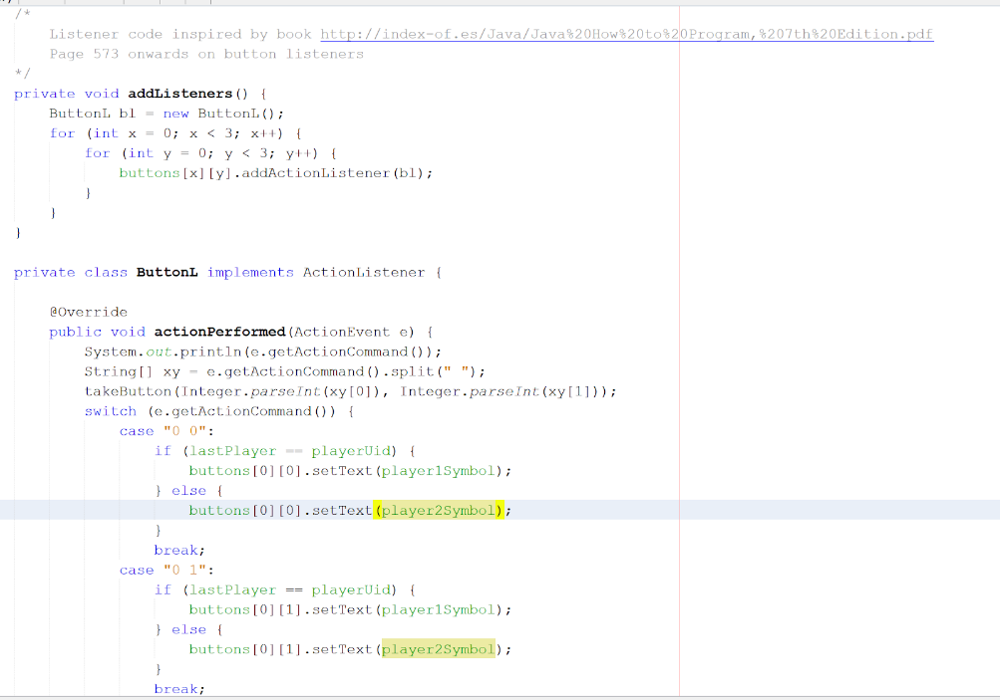 /*
Listener code inspired by book http://index-of.es/Java/Java%20How%20to%20Program,%207th%20Edition.pdf
Page 573 onwards on button listeners
*/
private void addListeners() {
ButtonL bl = new ButtonL();
for (int x = 0; x < 3; x++) {
for (int y = 0; y < 3; y++) {
buttons[x][y].addActionListener(bl);
}
}
}
private class ButtonL implements ActionListener {
@Override
public void actionPerformed(ActionEvent e) {
System.out.println(e.getActionCommand());
String[] xy = e.getActionCommand().split(" ");
takeButton(Integer.parseInt(xy[0]), Integer.parseInt(xy[1]));
switch (e.getActionCommand()) {
case "0 0":
if (lastPlayer == playerUid) {
buttons[0][0].setText(player1Symbol);
} else {
buttons[0][0].setText(player2Symbol);
}
break;
case "0 1":
if (lastPlayer == playerUid) {
buttons[0][1].setText(player1Symbol);
} else {
buttons[0][1].setText(player2Symbol);
}
break;